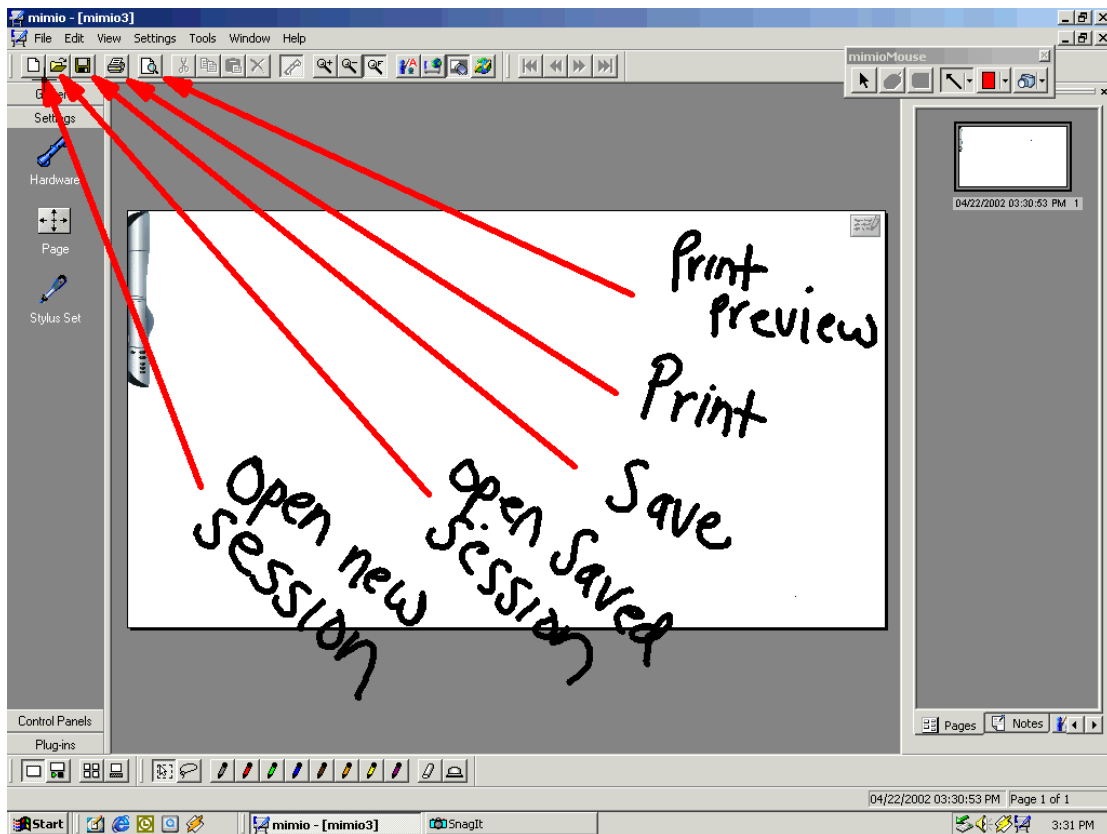 mimio - [mimio3]
File Edit View Settings Tools Window Help
mimioMouse
Settings
Hardware
Page
Stylus Set
04/22/2002 03:30:53 PM 1
Print
Preview
Print
Save
Open new
session
open saved
session
Control Panels
Plug-ins
Pages Notes
04/22/2002 03:30:53 PM Page 1 of 1
Start mimio - [mimio3] SnagIt 3:31 PM